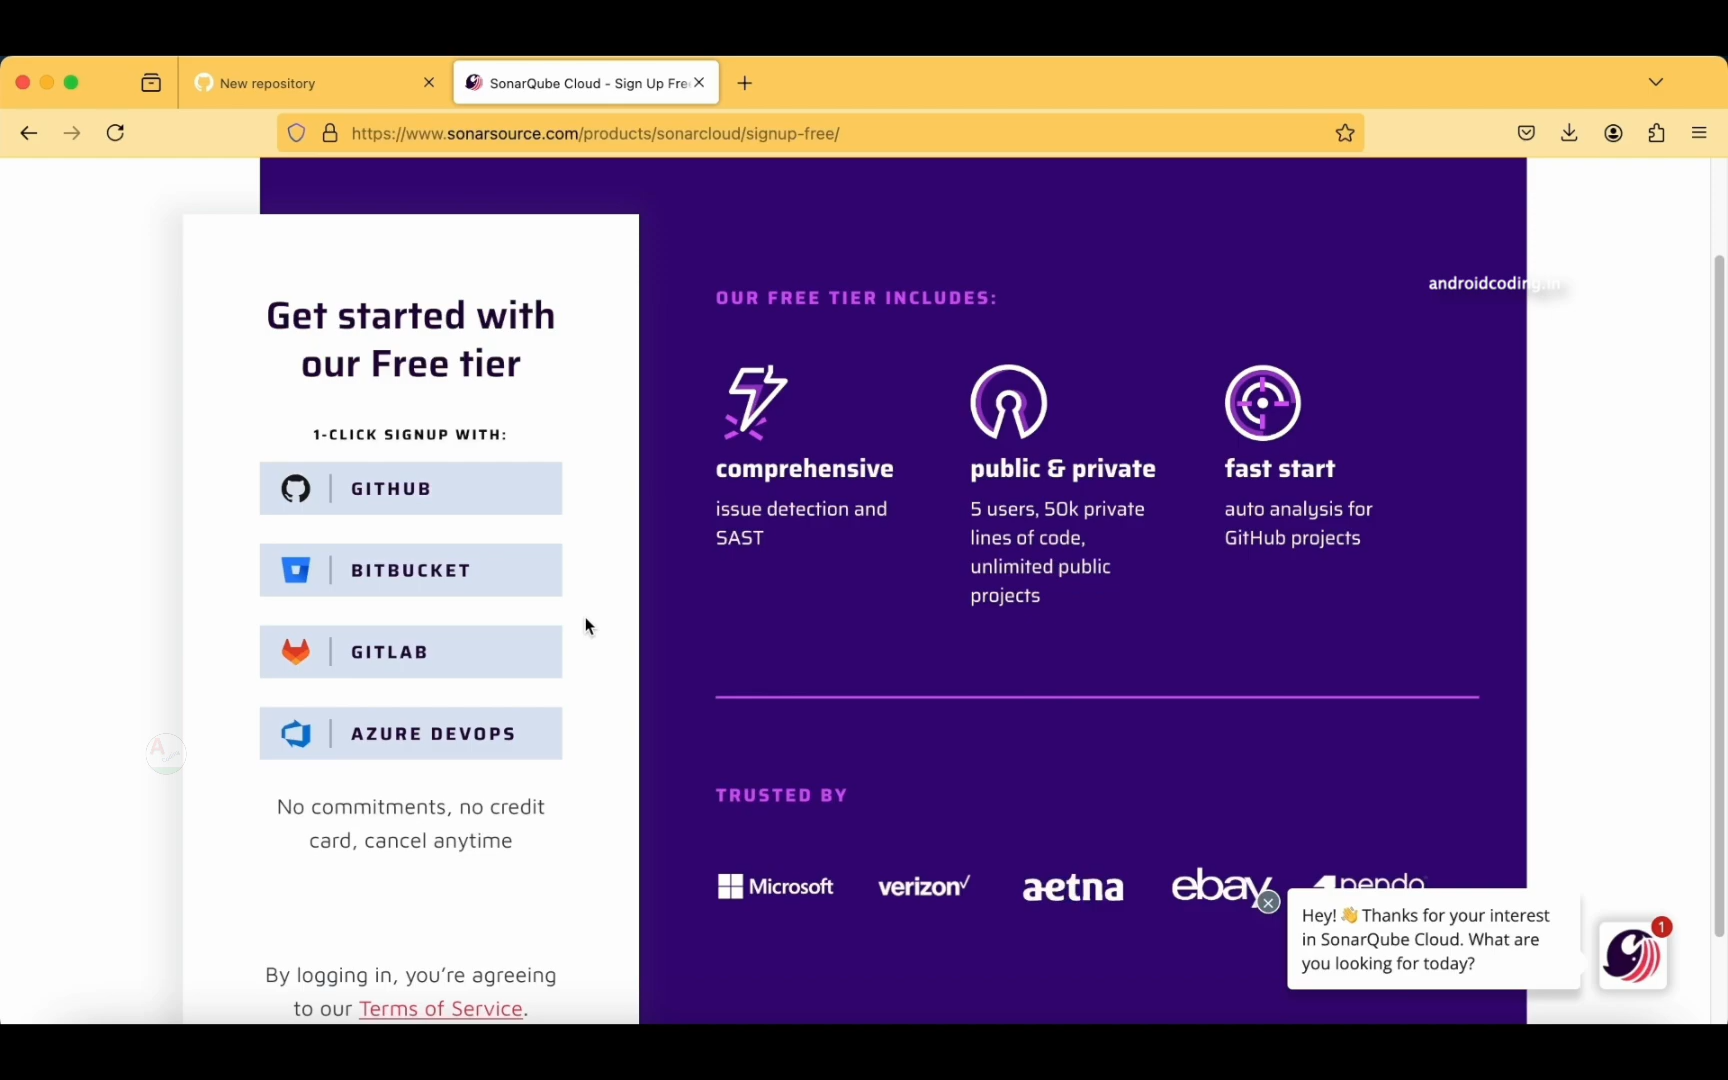 New repository
SonarQube Cloud - Sign Up Fre
https://www.sonarsource.com/products/sonarcloud/signup-free/
Get started with
our Free tier
1-CLICK SIGNUP WITH:
GITHUB
BITBUCKET
GITLAB
AZURE DEVOPS
No commitments, no credit
card, cancel anytime
By logging in, you’re agreeing
to our Terms of Service.
OUR FREE TIER INCLUDES:
androidcoding.in
comprehensive
issue detection and
SAST
public & private
5 users, 50k private
lines of code,
unlimited public
projects
fast start
auto analysis for
GitHub projects
TRUSTED BY
Microsoft
verizon✓
aetna
ebay
pendo
Hey! 👋 Thanks for your interest
in SonarQube Cloud. What are
you looking for today?
1